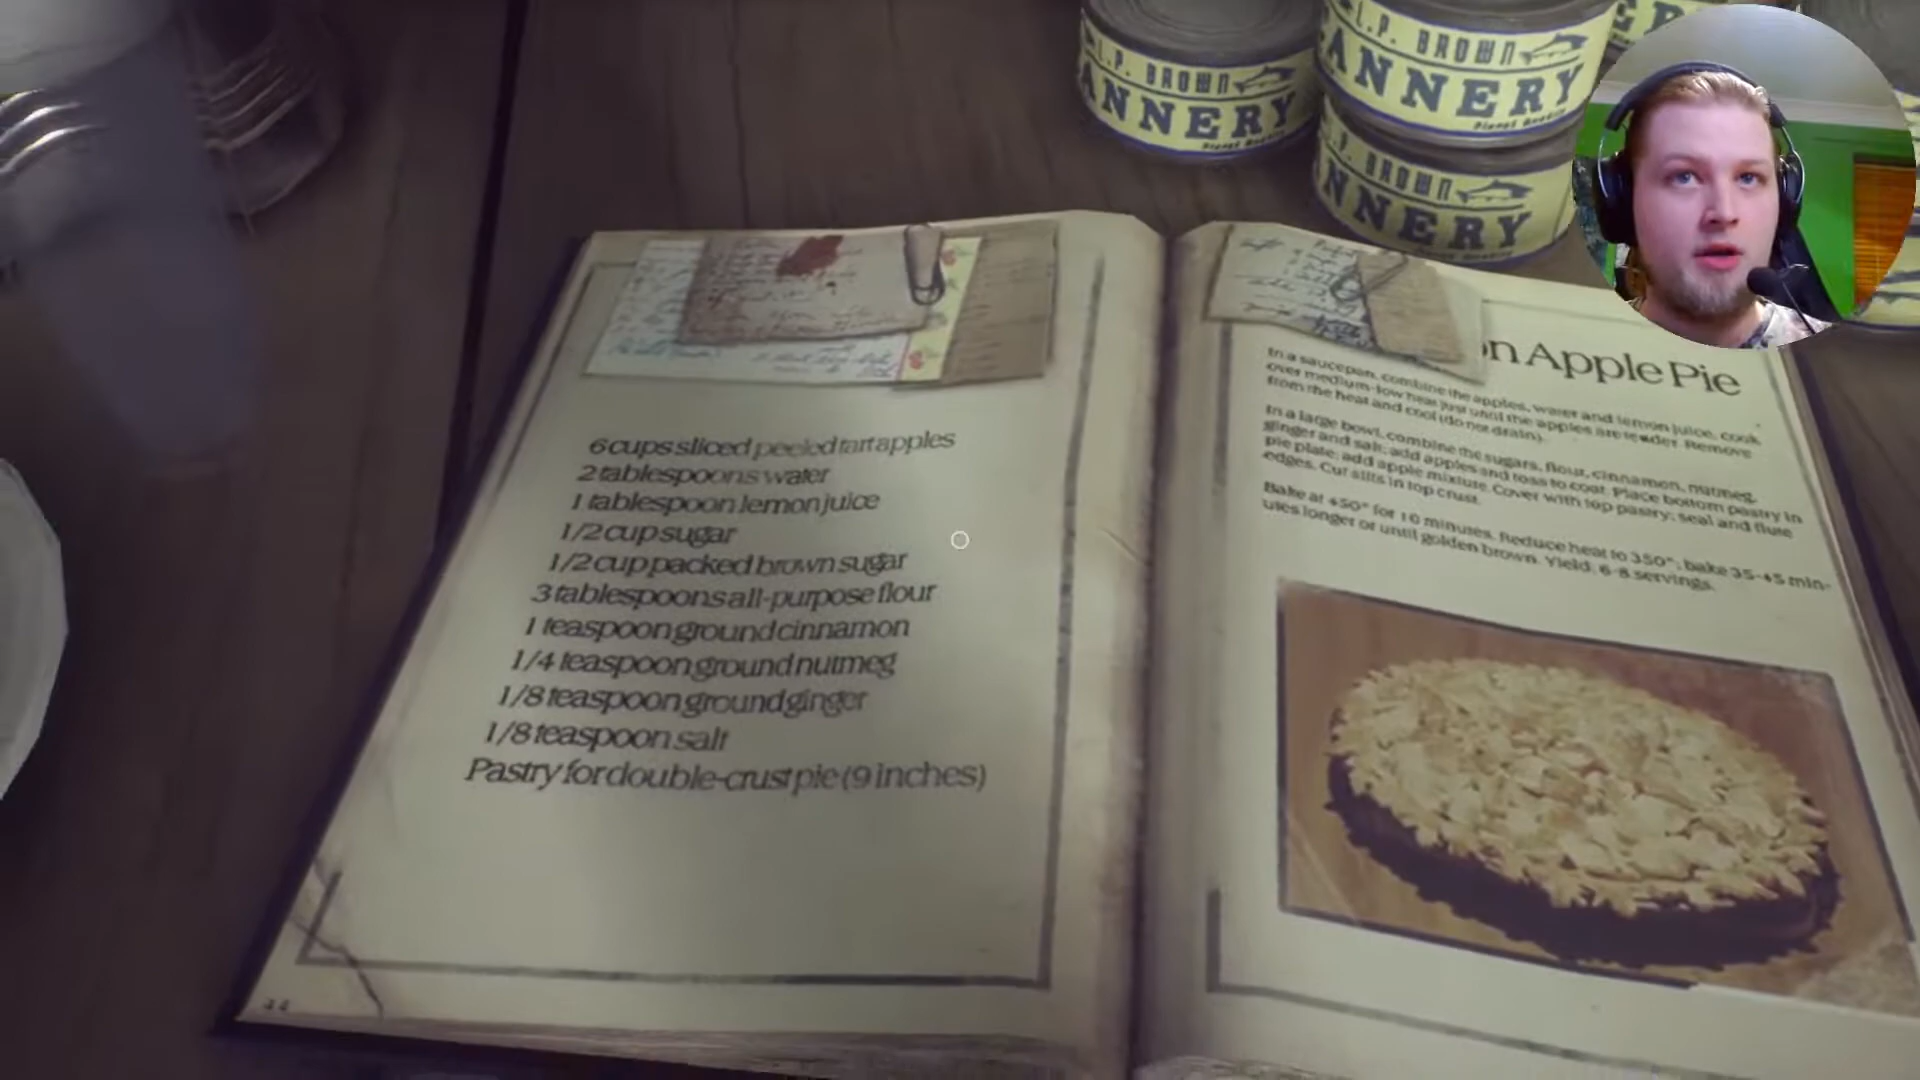 L.P. BROWN
ANNERY
L.P. BROWN
ANNERY
P. BROWN
NNERY
6 cups sliced peeled tart apples
2 tablespoons water
1 tablespoon lemon juice
1/2 cup sugar
1/2 cup packed brown sugar
3 tablespoons all-purpose flour
1 teaspoon ground cinnamon
1/4 teaspoon ground nutmeg
1/8 teaspoon ground ginger
1/8 teaspoon salt
Pastry for double-crust pie (9 inches)
44
on Apple Pie
In a saucepan, combine the apples, water and lemon juice, cook
over medium-low heat just until the apples are tender. Remove
from the heat and cool (do not drain).
In a large bowl, combine the sugars, flour, cinnamon, nutmeg,
ginger and salt; add apples and toss to coat. Place bottom pastry in
pie plate; add apple mixture. Cover with top pastry; seal and flute
edges. Cut slits in top crust.
Bake at 450° for 10 minutes. Reduce heat to 350°; bake 35-45 min-
utes longer or until golden brown. Yield: 6-8 servings.